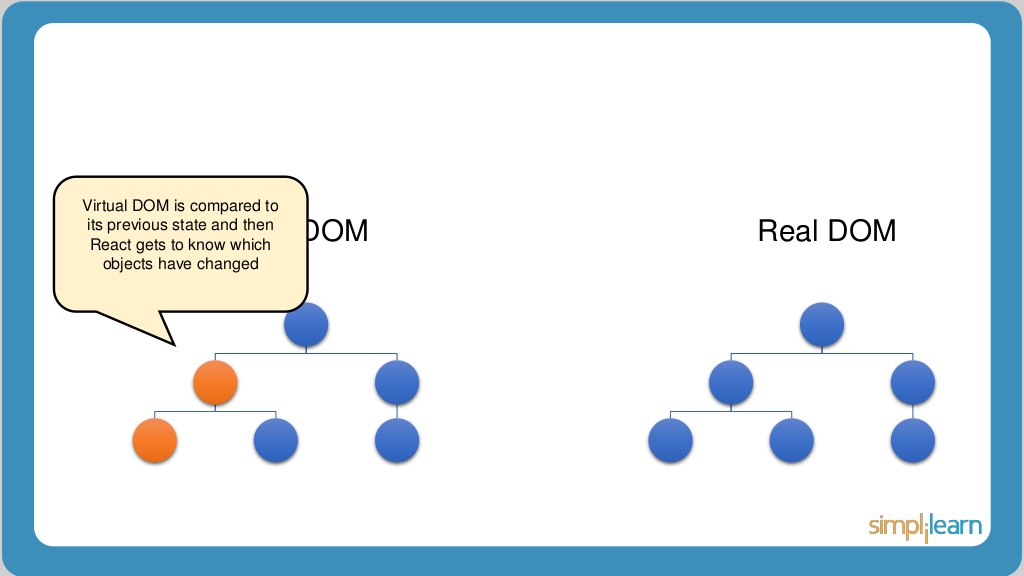 Virtual DOM is compared to
its previous state and then
React gets to know which
objects have changed
DOM
Real DOM
simplilearn